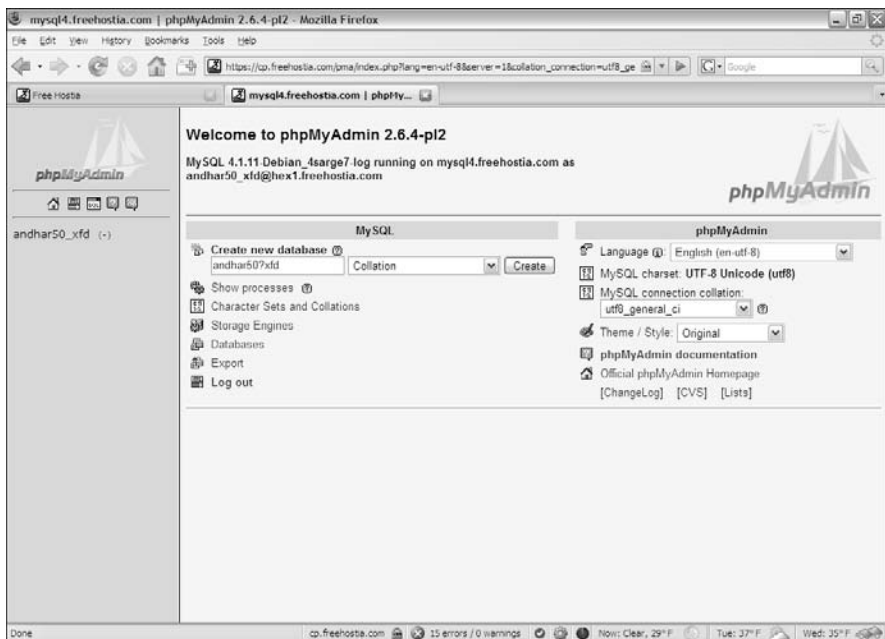 mysql4.freehostia.com | phpMyAdmin 2.6.4-pl2 - Mozilla Firefox
File Edit View History Bookmarks Tools Help
https://cp.freehostia.com/pma/index.php?lang=en-utf-8&server=1&collation_connection=utf8_ge
G Google
Free Hostia
mysql4.freehostia.com | phpMy...
phpMyAdmin
andhar50_xfd (-)
Welcome to phpMyAdmin 2.6.4-pl2
MySQL 4.1.11-Debian_4sarge7-log running on mysql4.freehostia.com as
andhar50_xfd@hex1.freehostia.com
phpMyAdmin
MySQL
Create new database
andhar50?xfd Collation Create
Show processes
Character Sets and Collations
Storage Engines
Databases
Export
Log out
phpMyAdmin
Language: English (en-utf-8)
MySQL charset: UTF-8 Unicode (utf8)
MySQL connection collation:
utf8_general_ci
Theme / Style: Original
phpMyAdmin documentation
Official phpMyAdmin Homepage
[ChangeLog] [CVS] [Lists]
Done cp.freehostia.com 15 errors / 0 warnings Now: Clear, 29° F Tue: 37° F Wed: 35° F